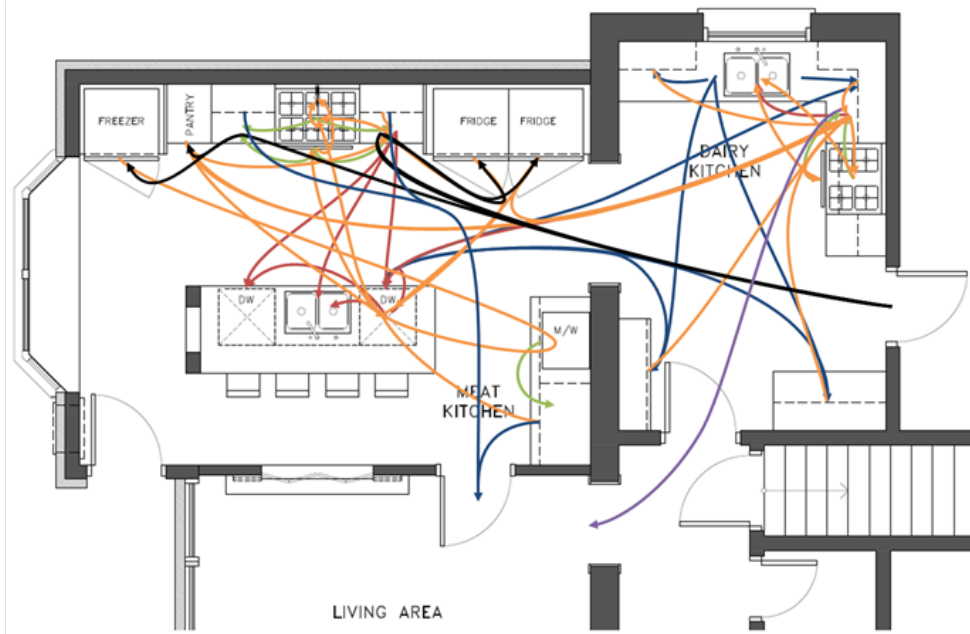 FREEZER
PANTRY
FRIDGE
FRIDGE
DAIRY
KITCHEN
DW
DW
M/W
MEAT
KITCHEN
LIVING AREA